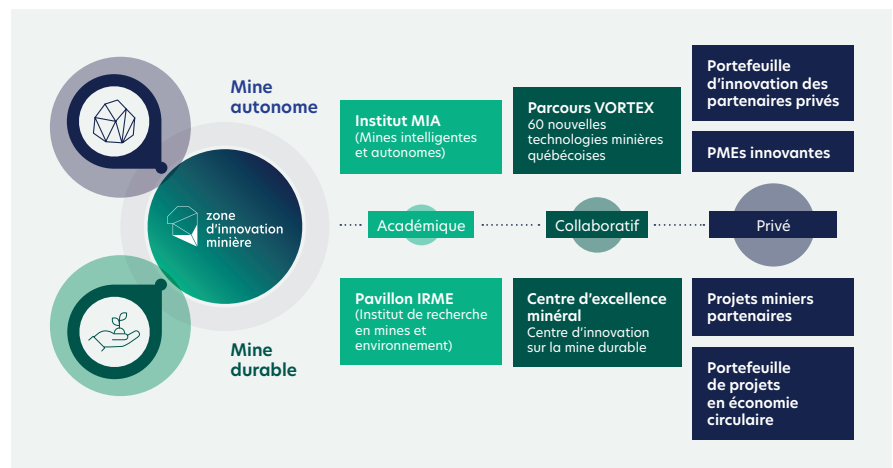 Mine
autonome
Institut MIA
(Mines intelligentes
et autonomes)
Parcours VORTEX
60 nouvelles
technologies minières
québécoises
Portefeuille
d'innovation des
partenaires privés
PMEs innovantes
zone
d'innovation
minière
Académique
Collaboratif
Privé
Mine
durable
Pavillon IRME
(Institut de recherche
en mines et
environnement)
Centre d'excellence
minéral
Centre d'innovation
sur la mine durable
Projets miniers
partenaires
Portefeuille
de projets
en économie
circulaire